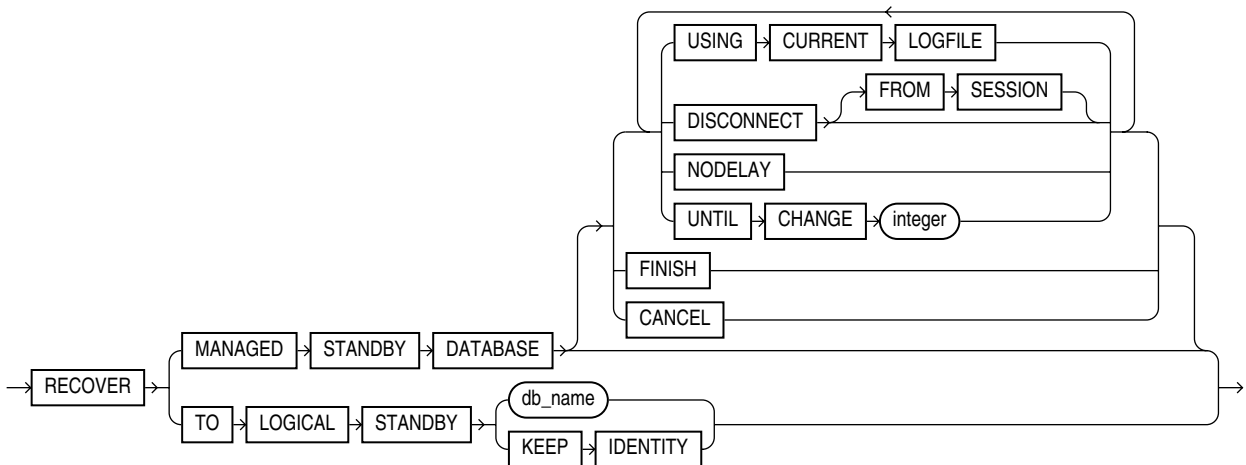 USING CURRENT LOGFILE
FROM SESSION
DISCONNECT
NODELAY
UNTIL CHANGE integer
FINISH
CANCEL
MANAGED STANDBY DATABASE
RECOVER
db_name
TO LOGICAL STANDBY
KEEP IDENTITY